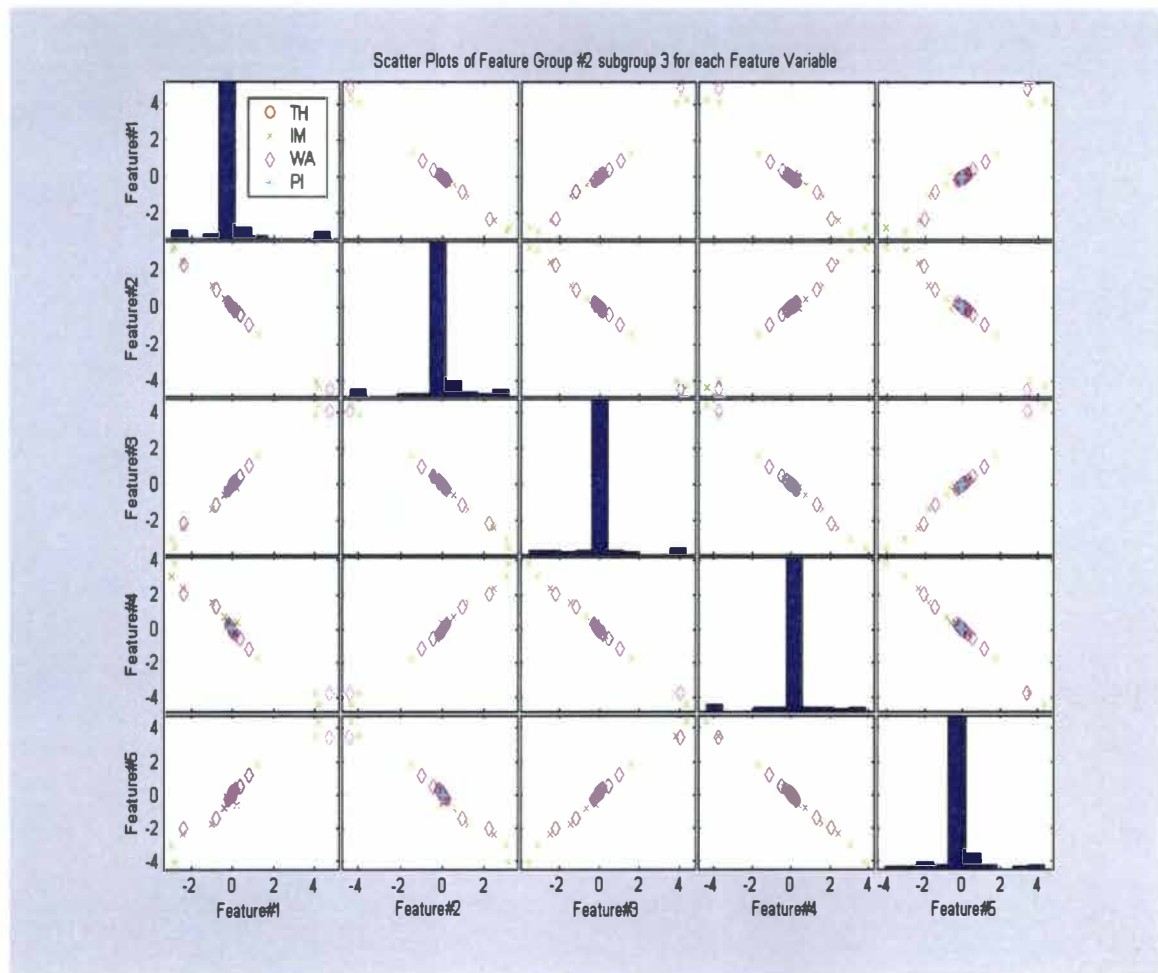 Scatter Plots of Feature Group #2 subgroup 3 for each Feature Variable
TH
IM
WA
PI
Feature#1
4
2
0
-2
Feature#2
2
0
-2
-4
Feature#3
4
2
0
-2
Feature#4
4
2
0
-2
-4
Feature#5
4
2
0
-2
-4
-2 0 2 4
-4 -2 0 2
-2 0 2 4
-4 -2 0 2
-4 -2 0 2 4
Feature#1
Feature#2
Feature#3
Feature#4
Feature#5